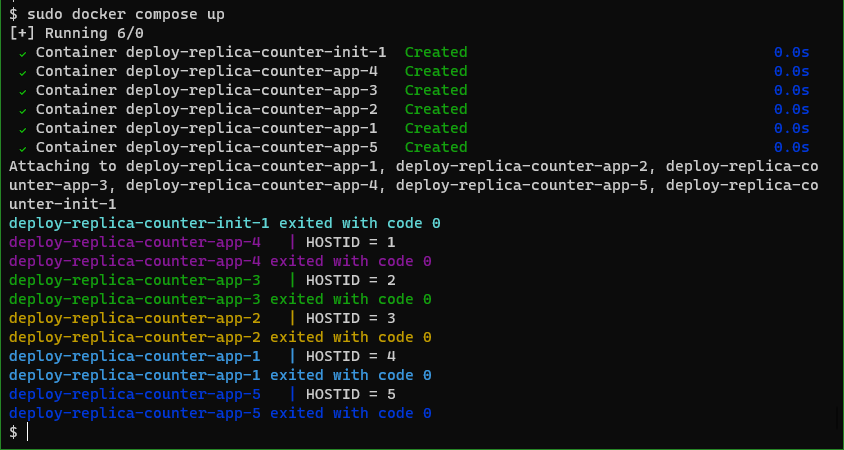 $ sudo docker compose up
[+] Running 6/0
✓ Container deploy-replica-counter-init-1  Created  0.0s
✓ Container deploy-replica-counter-app-4   Created  0.0s
✓ Container deploy-replica-counter-app-3   Created  0.0s
✓ Container deploy-replica-counter-app-2   Created  0.0s
✓ Container deploy-replica-counter-app-1   Created  0.0s
✓ Container deploy-replica-counter-app-5   Created  0.0s
Attaching to deploy-replica-counter-app-1, deploy-replica-counter-app-2, deploy-replica-co
unter-app-3, deploy-replica-counter-app-4, deploy-replica-counter-app-5, deploy-replica-co
unter-init-1
deploy-replica-counter-init-1 exited with code 0
deploy-replica-counter-app-4   | HOSTID = 1
deploy-replica-counter-app-4 exited with code 0
deploy-replica-counter-app-3   | HOSTID = 2
deploy-replica-counter-app-3 exited with code 0
deploy-replica-counter-app-2   | HOSTID = 3
deploy-replica-counter-app-2 exited with code 0
deploy-replica-counter-app-1   | HOSTID = 4
deploy-replica-counter-app-1 exited with code 0
deploy-replica-counter-app-5   | HOSTID = 5
deploy-replica-counter-app-5 exited with code 0
$